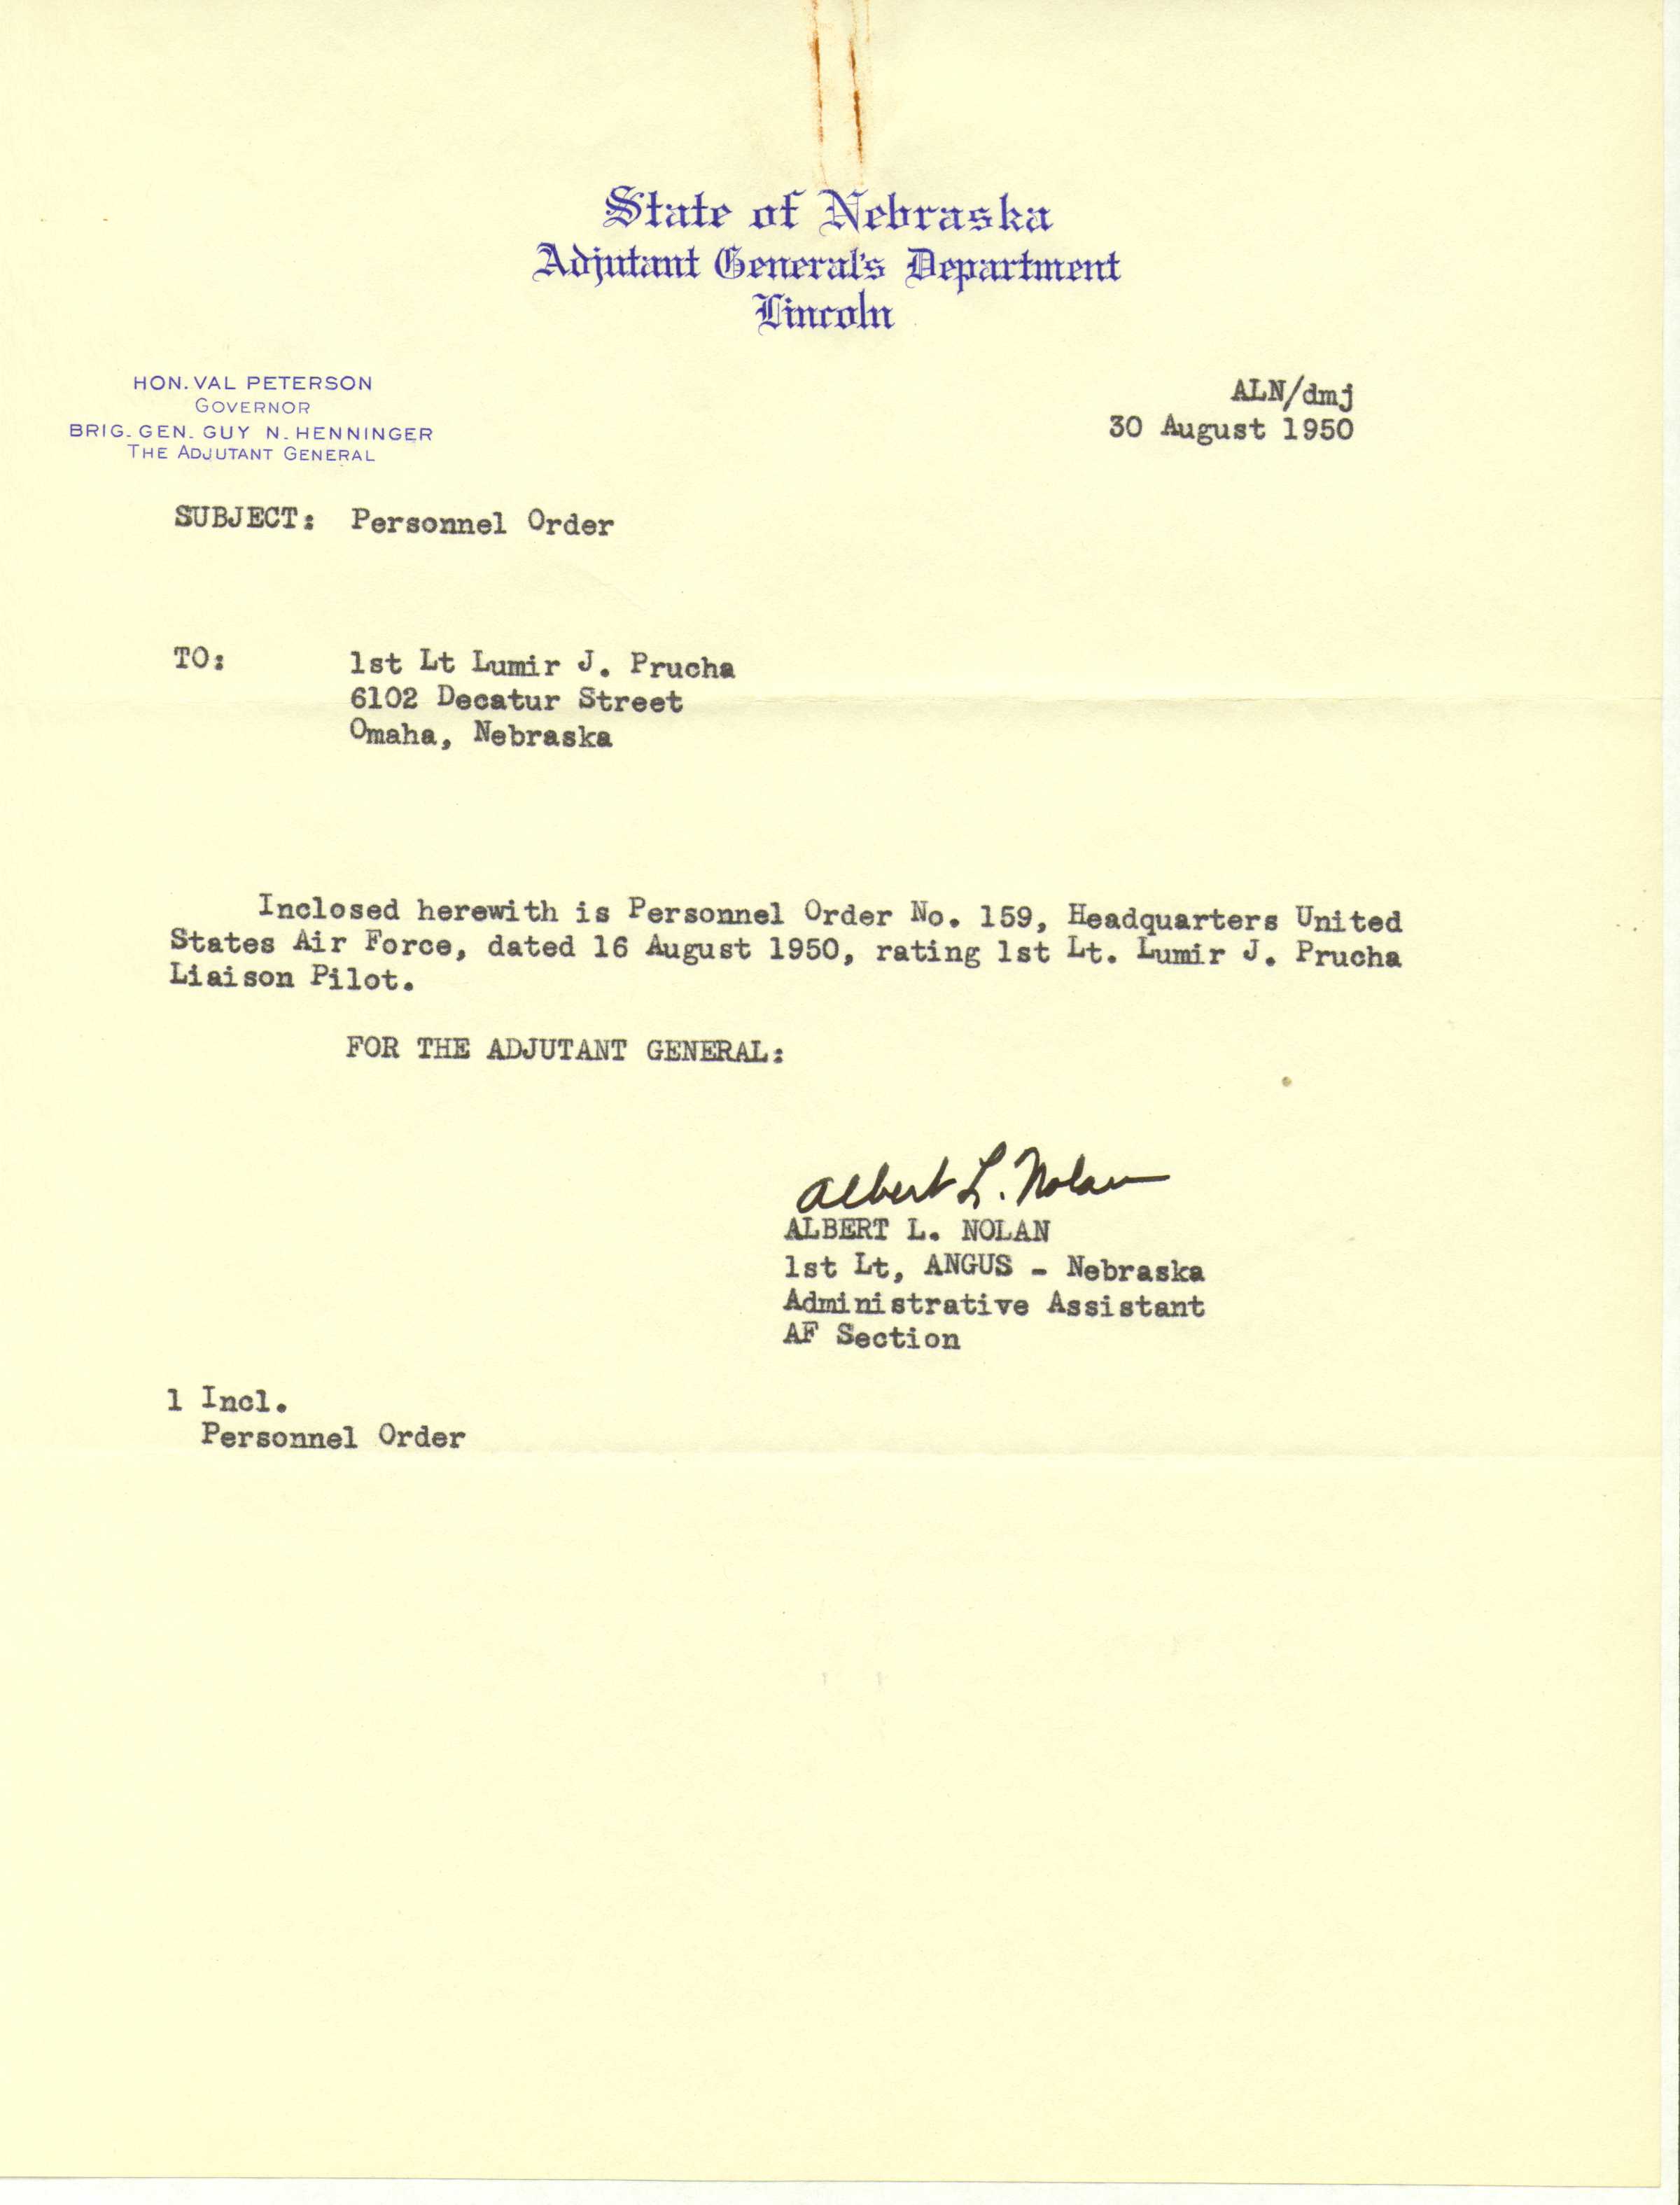 State of Nebraska
Adjutant General's Department
Lincoln
HON. VAL PETERSON
GOVERNOR
BRIG. GEN. GUY N. HENNINGER
THE ADJUTANT GENERAL
ALN/dmj
30 August 1950
SUBJECT: Personnel Order
TO: 1st Lt Lumir J. Prucha
6102 Decatur Street
Omaha, Nebraska
Inclosed herewith is Personnel Order No. 159, Headquarters United
States Air Force, dated 16 August 1950, rating 1st Lt. Lumir J. Prucha
Liaison Pilot.
FOR THE ADJUTANT GENERAL:
Albert L. Nolan
ALBERT L. NOLAN
1st Lt, ANGUS - Nebraska
Administrative Assistant
AF Section
1 Incl.
Personnel Order